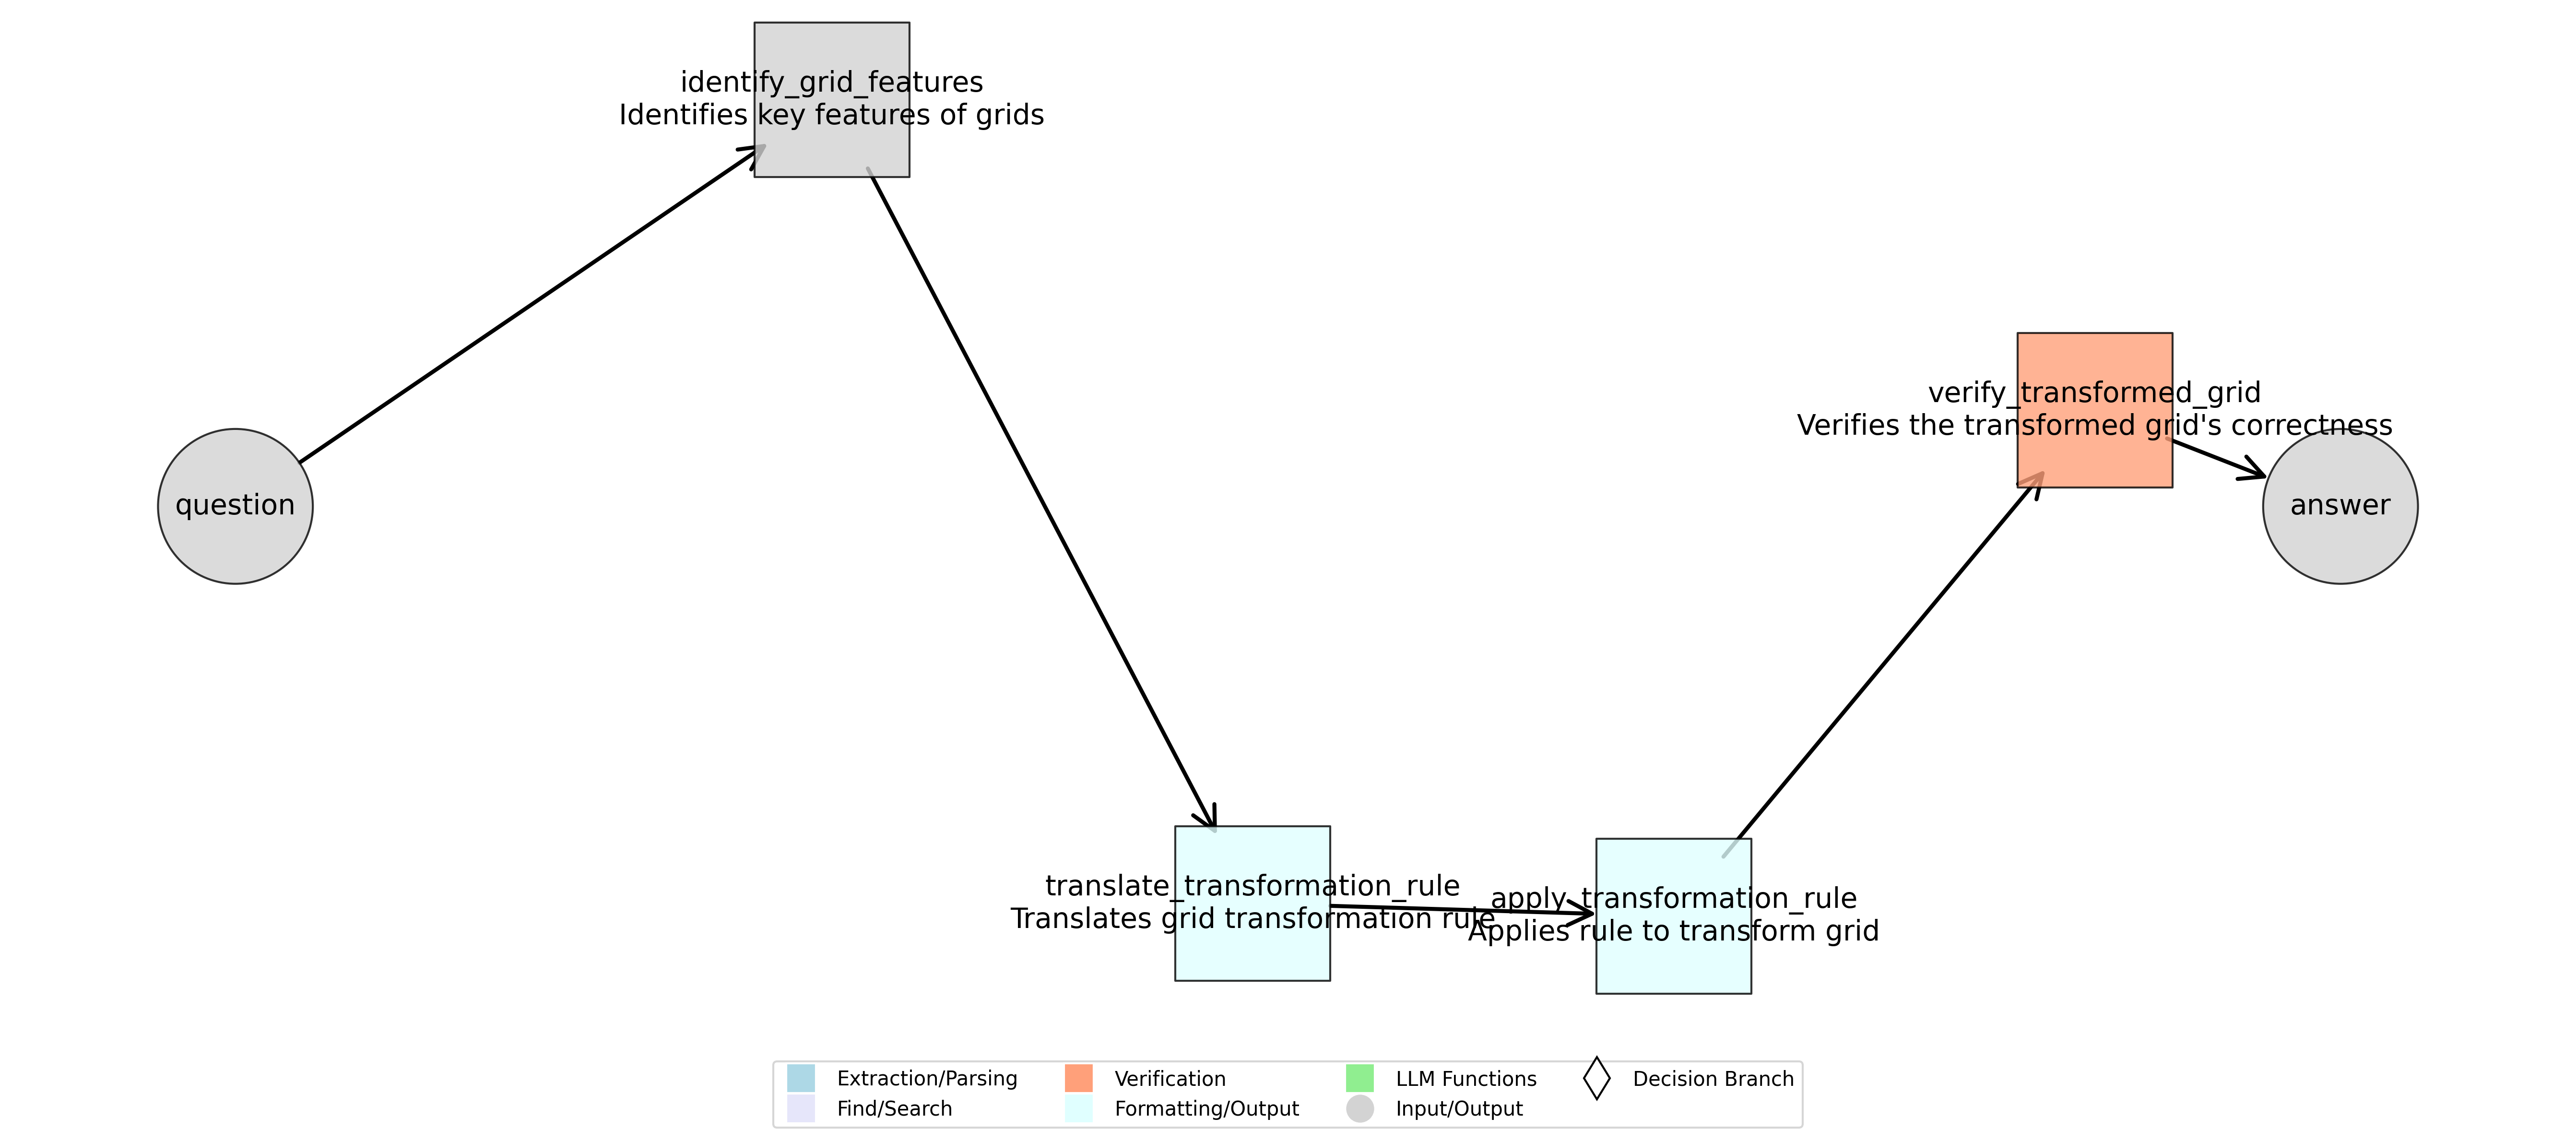 identify_grid_features
Identifies key features of grids
verify_transformed_grid
Verifies the transformed grid's correctness
question
answer
translate_transformation_rule
Translates grid transformation rule
apply_transformation_rule
Applies rule to transform grid
Extraction/Parsing
Find/Search
Verification
Formatting/Output
LLM Functions
Input/Output
Decision Branch